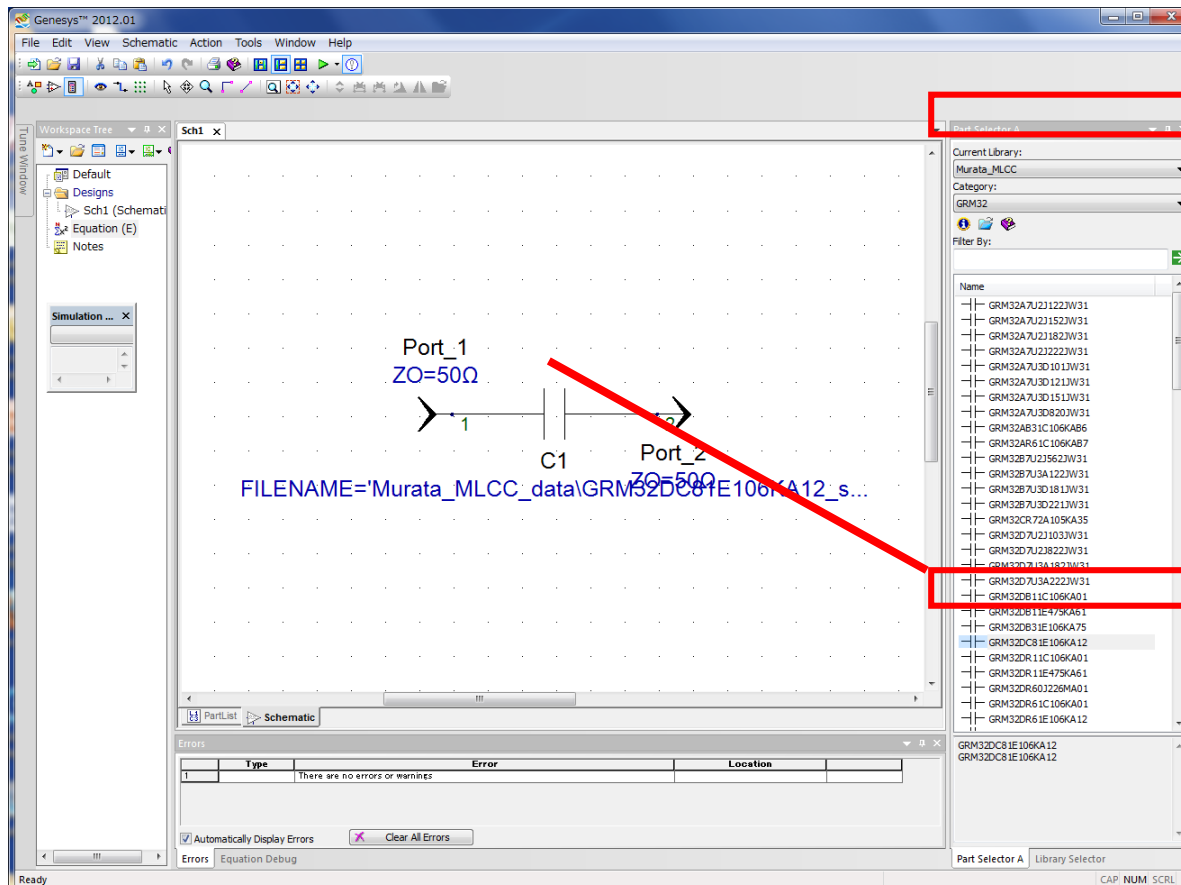 Genesys™ 2012.01
File Edit View Schematic Action Tools Window Help
Tune Window
Workspace Tree
Default
Designs
Sch1 (Schemati
Equation (E)
Notes
Simulation ...
Sch1
Port_1
ZO=50Ω
1
2
C1
Port_2
ZO=50Ω
FILENAME='Murata_MLCC_data\GRM32DC81E106KA12_s...
PartList Schematic
Errors
Type Error Location
1 There are no errors or warnings
Automatically Display Errors Clear All Errors
Errors Equation Debug
Part Selector A
Current Library:
Murata_MLCC
Category:
GRM32
Filter By:
Name
GRM32A7U2J122JW31
GRM32A7U2J152JW31
GRM32A7U2J182JW31
GRM32A7U2J222JW31
GRM32A7U3D101JW31
GRM32A7U3D121JW31
GRM32A7U3D151JW31
GRM32A7U3D820JW31
GRM32AB31C106KAB6
GRM32AR61C106KAB7
GRM32B7U2J562JW31
GRM32B7U3A122JW31
GRM32B7U3D181JW31
GRM32B7U3D221JW31
GRM32CR72A105KA35
GRM32D7U2J103JW31
GRM32D7U2J822JW31
GRM32D7U3A182JW31
GRM32D7U3A222JW31
GRM32DB11C106KA01
GRM32DB11E475KA61
GRM32DB31E106KA75
GRM32DC81E106KA12
GRM32DR11C106KA01
GRM32DR11E475KA61
GRM32DR60J226MA01
GRM32DR61C106KA01
GRM32DR61E106KA12
GRM32DC81E106KA12
GRM32DC81E106KA12
Part Selector A Library Selector
Ready
CAP NUM SCRL